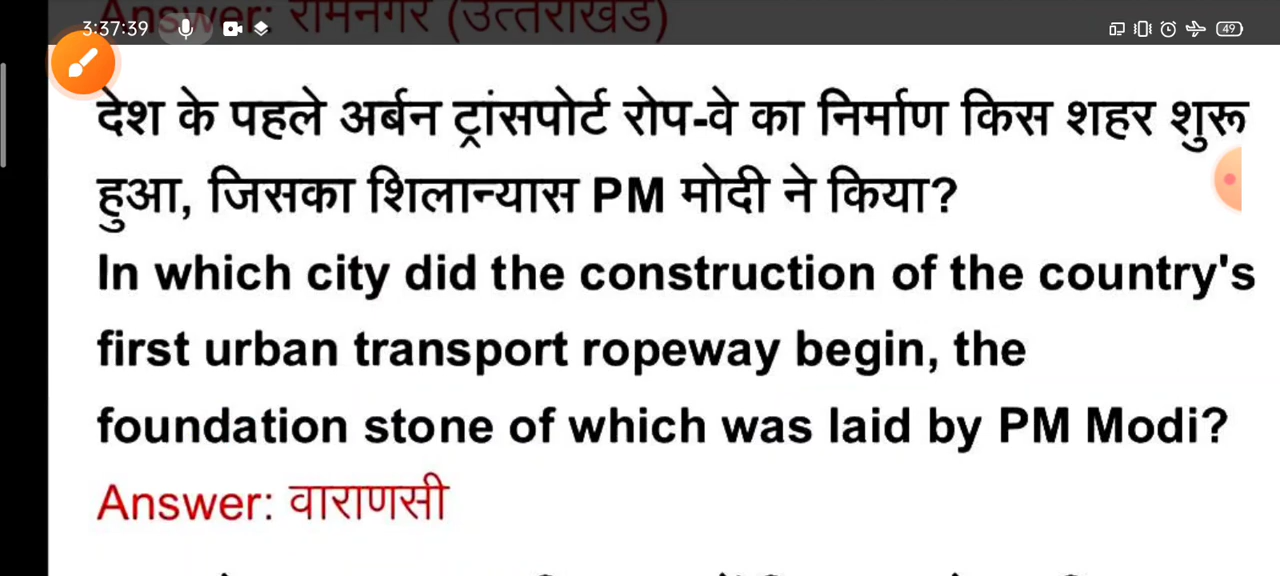 Answer: रामनगर (उत्तराखंड)
3:37:39
49
देश के पहले अर्बन ट्रांसपोर्ट रोप-वे का निर्माण किस शहर शुरू
हुआ, जिसका शिलान्यास PM मोदी ने किया?
In which city did the construction of the country's
first urban transport ropeway begin, the
foundation stone of which was laid by PM Modi?
Answer: वाराणसी